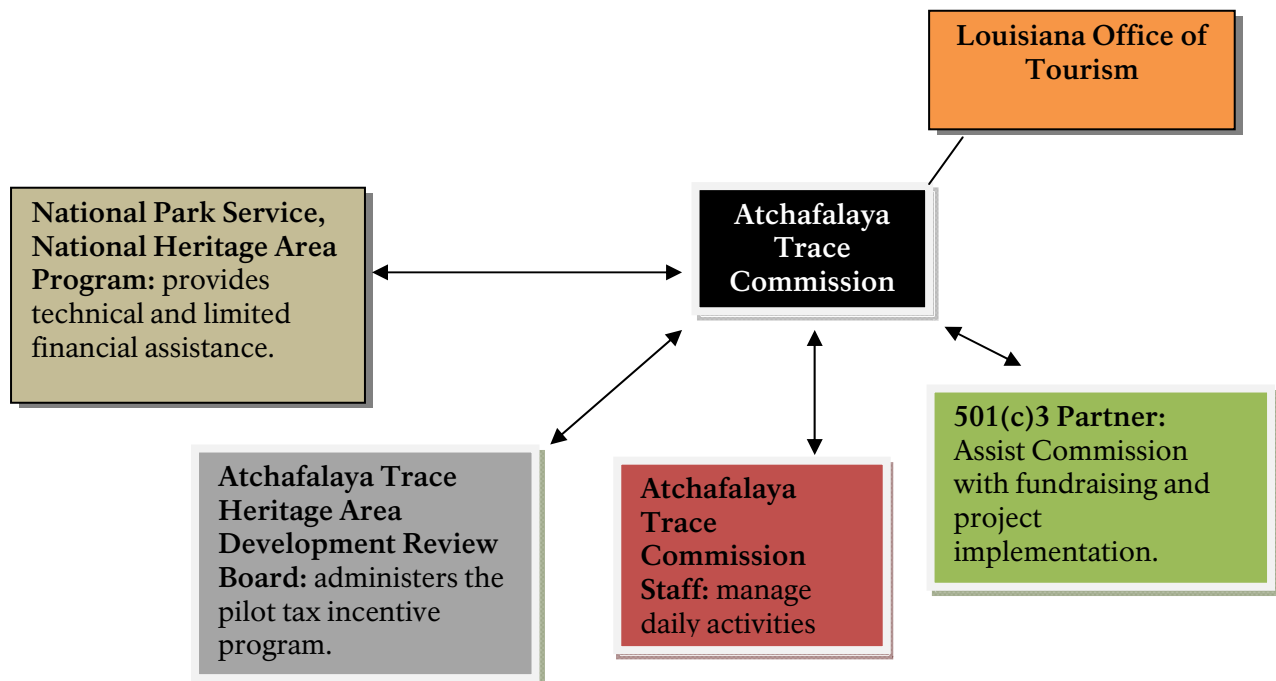 Louisiana Office of
Tourism
National Park Service,
National Heritage Area
Program: provides
technical and limited
financial assistance.
Atchafalaya
Trace
Commission
501(c)3 Partner:
Assist Commission
with fundraising and
project
implementation.
Atchafalaya Trace
Heritage Area
Development Review
Board: administers the
pilot tax incentive
program.
Atchafalaya
Trace
Commission
Staff: manage
daily activities